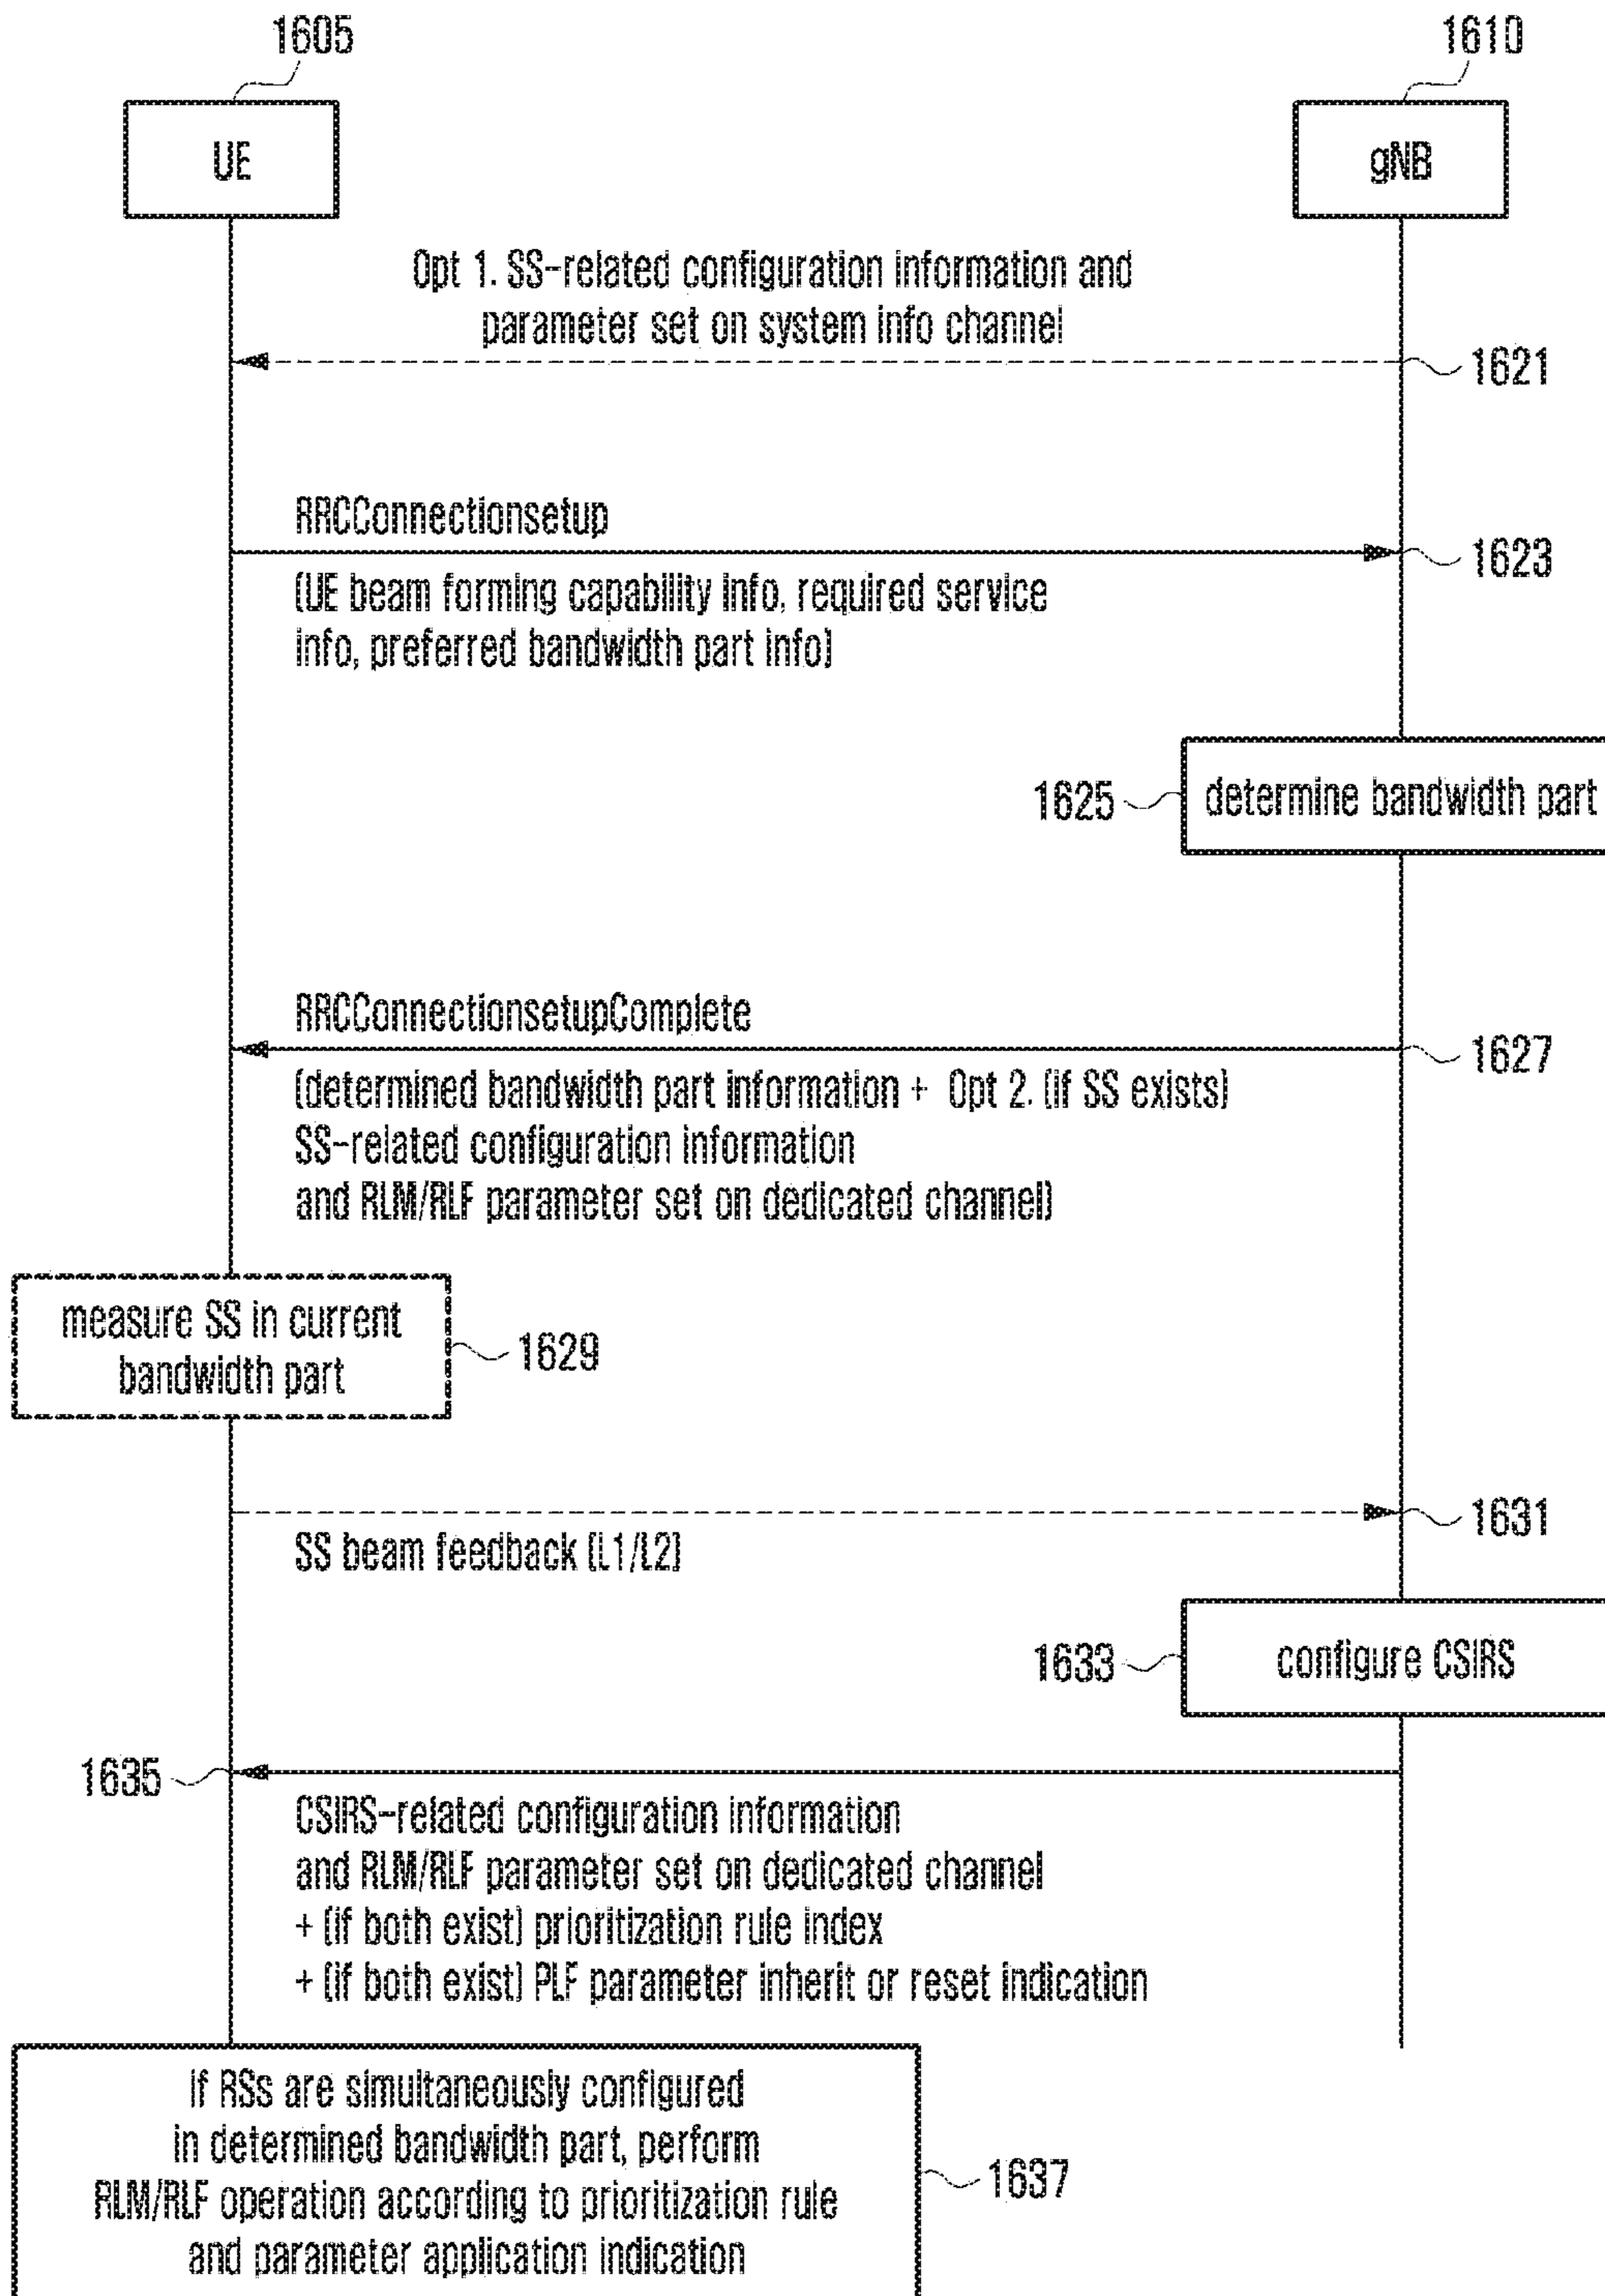 1605
1610
UE
gNB
Opt 1. SS-related configuration information and
parameter set on system info channel
1621
RRCConnectionsetup
1623
(UE beam forming capability info, required service
info, preferred bandwidth part info)
1625
determine bandwidth part
RRCConnectionsetupComplete
1627
(determined bandwidth part information + Opt 2. (if SS exists)
SS-related configuration information
and RLM/RLF parameter set on dedicated channel)
measure SS in current
bandwidth part
1629
1631
SS beam feedback (L1/L2)
1633
configure CSIRS
1635
CSIRS-related configuration information
and RLM/RLF parameter set on dedicated channel
+ (if both exist) prioritization rule index
+ (if both exist) PLF parameter inherit or reset indication
if RSs are simultaneously configured
in determined bandwidth part, perform
RLM/RLF operation according to prioritization rule
and parameter application indication
1637